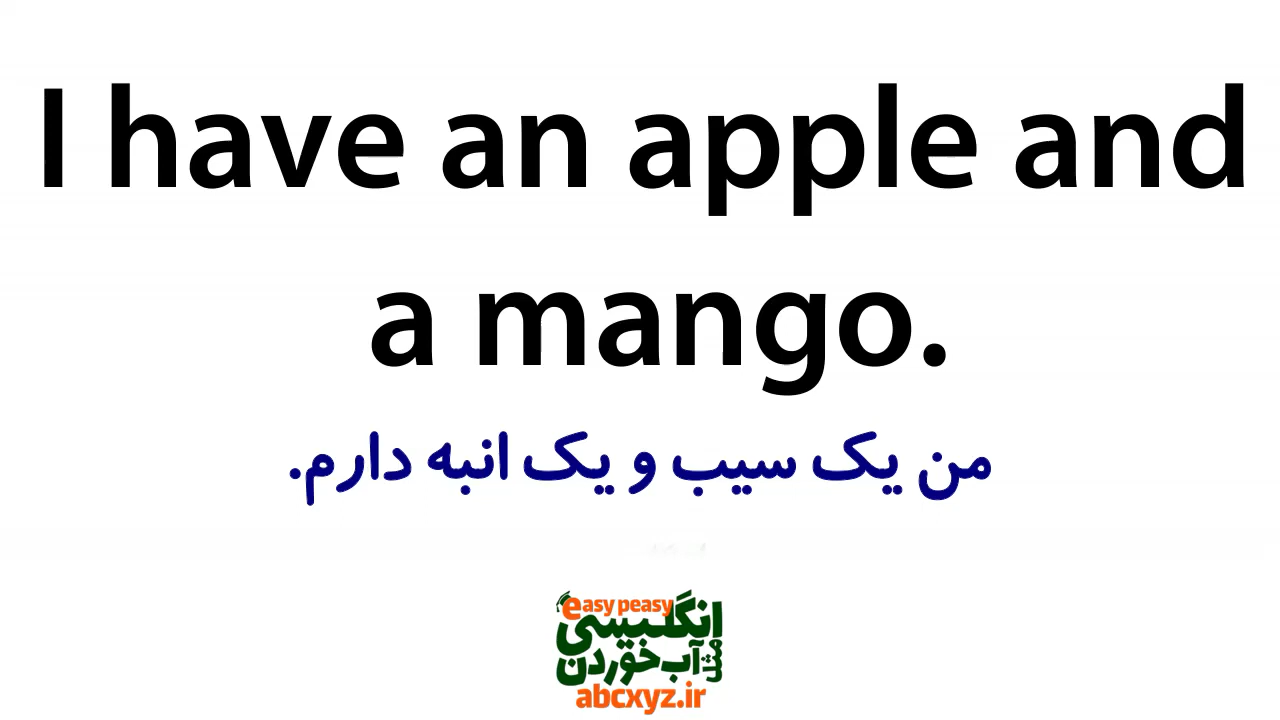 I have an apple and
a mango.
من یک سیب و یک انبه دارم.
easy peasy
انگلیسی
مثل آب خوردن
abcxyz.ir